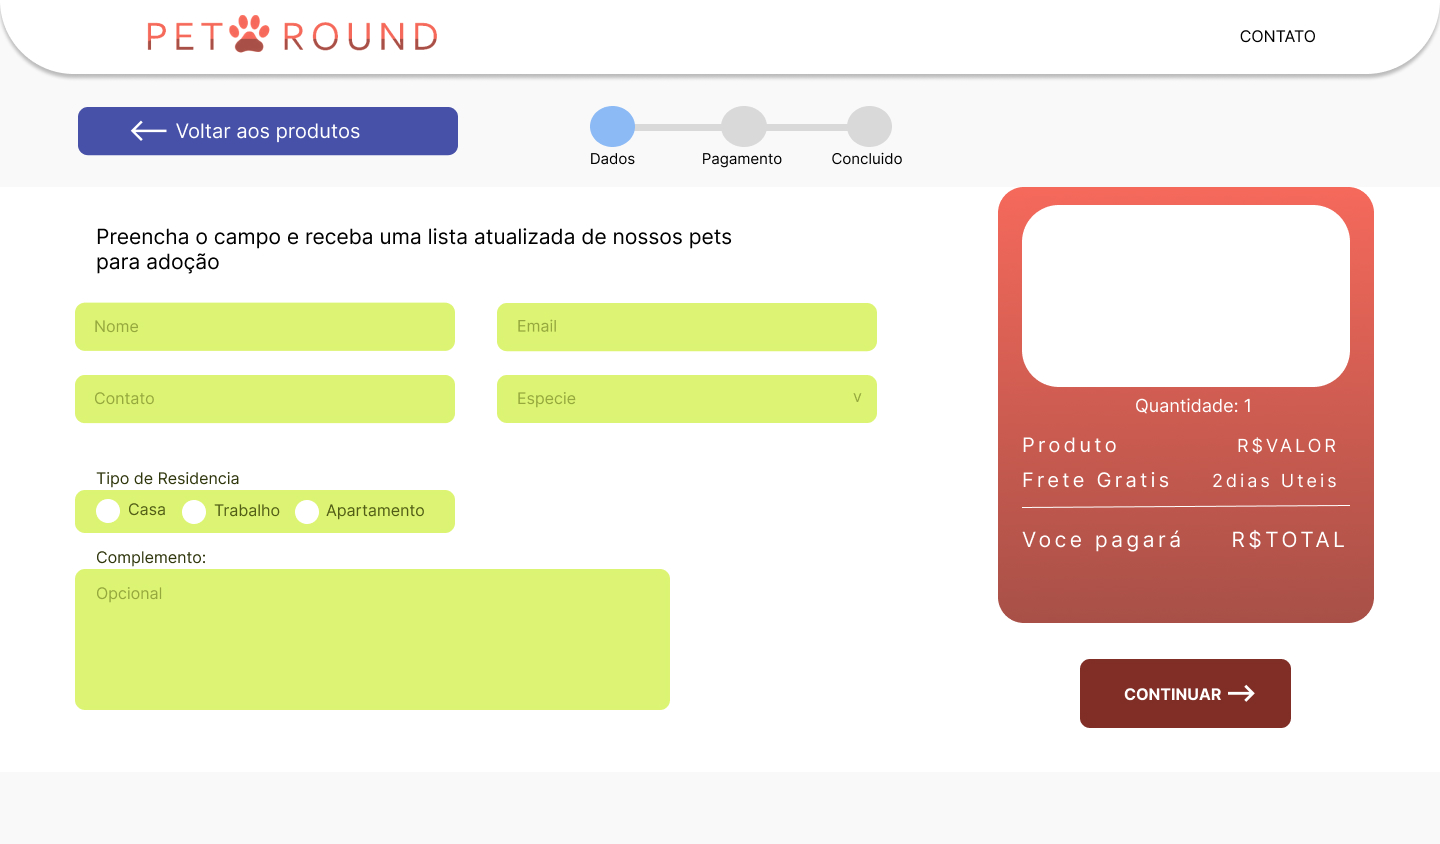 PET ROUND
CONTATO
Voltar aos produtos
Dados
Pagamento
Concluido
Preencha o campo e receba uma lista atualizada de nossos pets
para adoção
Nome
Email
Contato
Especie
v
Tipo de Residencia
Casa
Trabalho
Apartamento
Complemento:
Opcional
Quantidade: 1
Produto R$VALOR
Frete Gratis 2dias Uteis
Voce pagará R$TOTAL
CONTINUAR